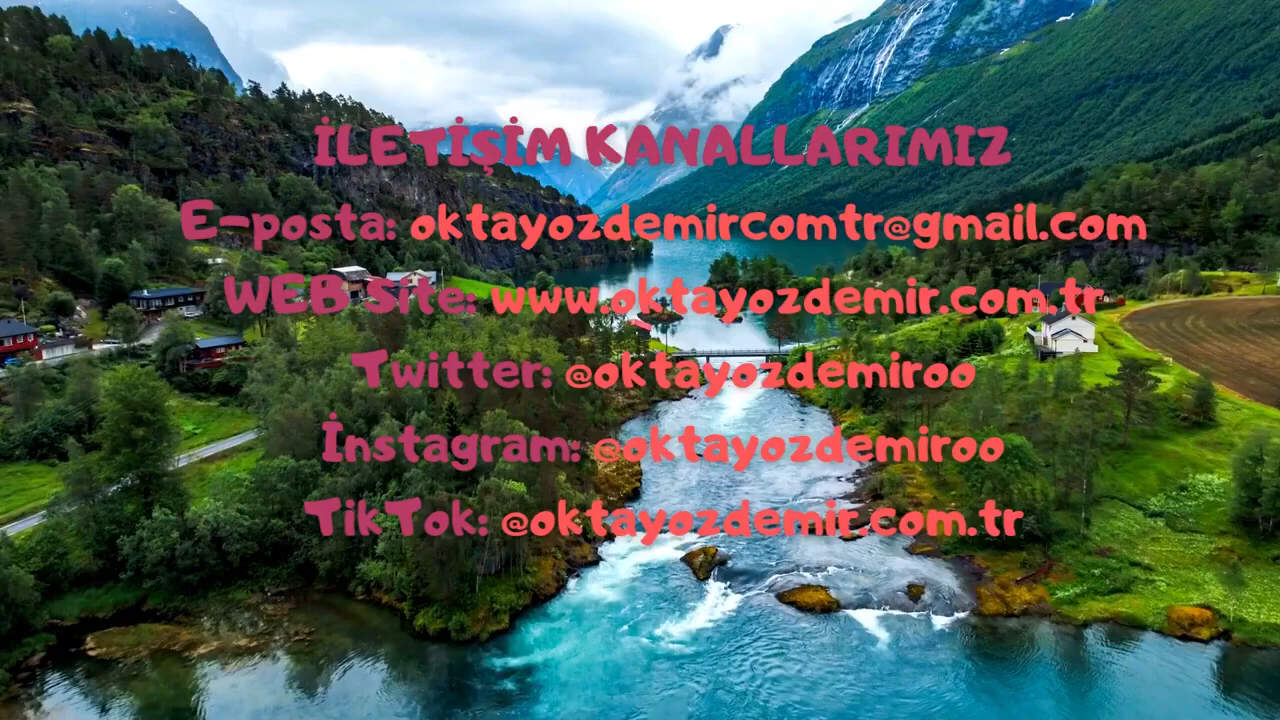 İLETİŞİM KANALLARIMIZ
E-posta: oktayozdemircomtr@gmail.com
WEB Site: www.oktayozdemir.com.tr
Twitter: @oktayozdemiroo
İnstagram: @oktayozdemiroo
TikTok: @oktayozdemir.com.tr